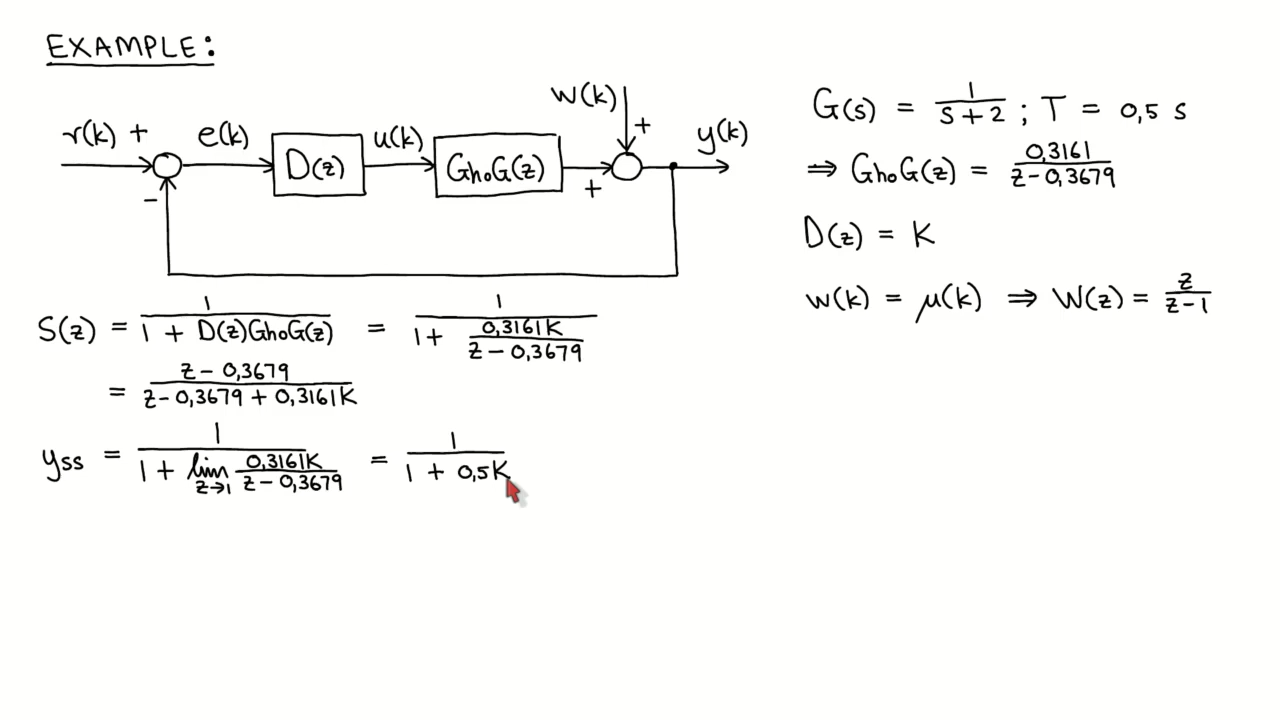 EXAMPLE:
r(k) + e(k) D(z) u(k) GhoG(z) + w(k) + y(k)
-
G(s) = 1/(s+2) ; T = 0,5 s
⇒ GhoG(z) = 0,3161/(z-0,3679)
D(z) = K
w(k) = μ(k) ⇒ W(z) = z/(z-1)
S(z) = 1/(1 + D(z)GhoG(z)) = 1/(1+ 0,3161K/(z-0,3679))
= (z-0,3679)/(z-0,3679+0,3161K)
yss = 1/(1 + lim z→1 0,3161K/(z-0,3679)) = 1/(1 + 0,5K)